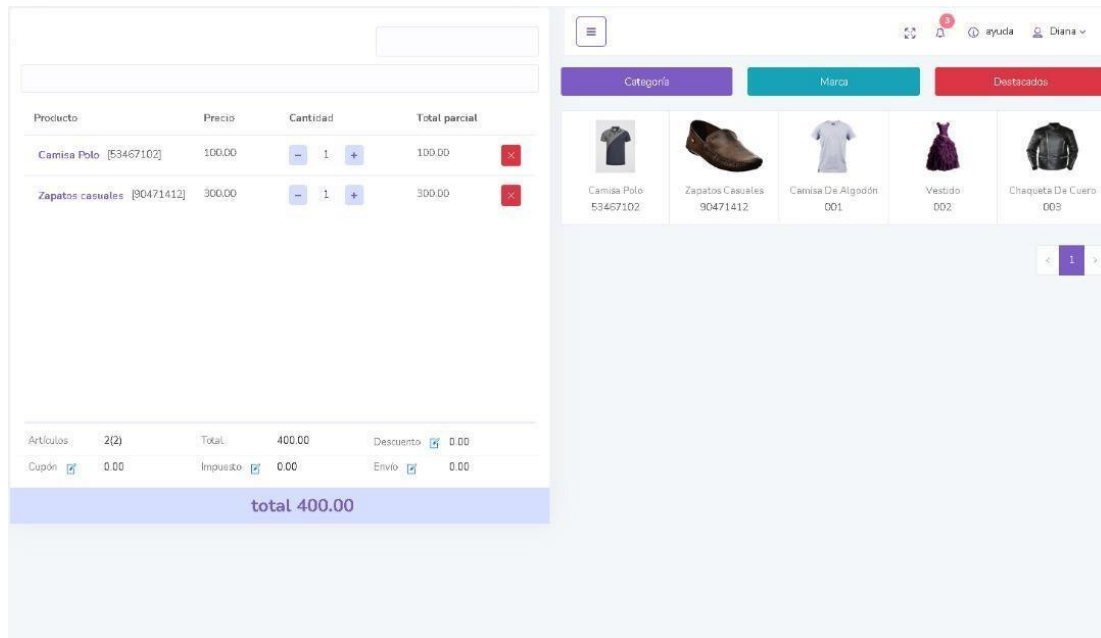 3
ayuda
Diana
Categoría
Marca
Destacados
Producto Precio Cantidad Total parcial
Camisa Polo [53467102] 100.00 - 1 + 100.00 ×
Zapatos casuales [90471412] 300.00 - 1 + 300.00 ×
Camisa Polo
53467102
Zapatos Casuales
90471412
Camisa De Algodón
001
Vestido
002
Chaqueta De Cuero
003
< 1 >
Artículos 2(2) Total 400.00 Descuento 0.00
Cupón 0.00 Impuesto 0.00 Envío 0.00
total 400.00